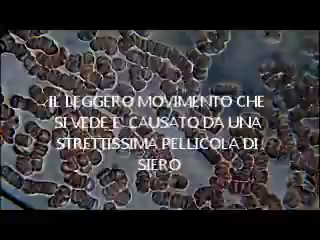 IL LEGGERO MOVIMENTO CHE
SI VEDE E' CAUSATO DA UNA
STRETTISSIMA PELLICOLA DI
SIERO